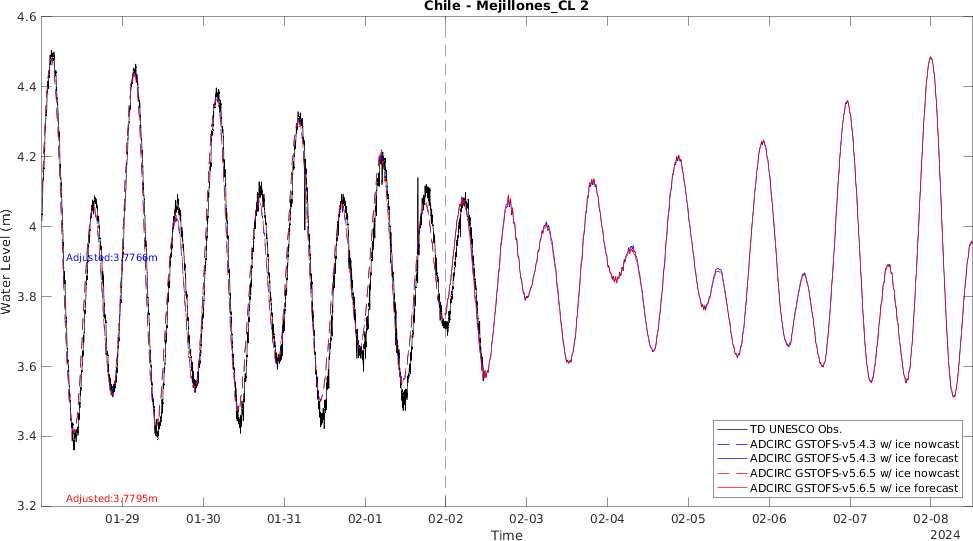 Chile - Mejillones_CL 2
4.6
4.4
4.2
4
3.8
3.6
3.4
3.2
Water Level (m)
Adjusted:3.7766m
Adjusted:3.7795m
TD UNESCO Obs.
ADCIRC GSTOFS-v5.4.3 w/ ice nowcast
ADCIRC GSTOFS-v5.4.3 w/ ice forecast
ADCIRC GSTOFS-v5.6.5 w/ ice nowcast
ADCIRC GSTOFS-v5.6.5 w/ ice forecast
01-29 01-30 01-31 02-01 02-02 02-03 02-04 02-05 02-06 02-07 02-08
Time
2024